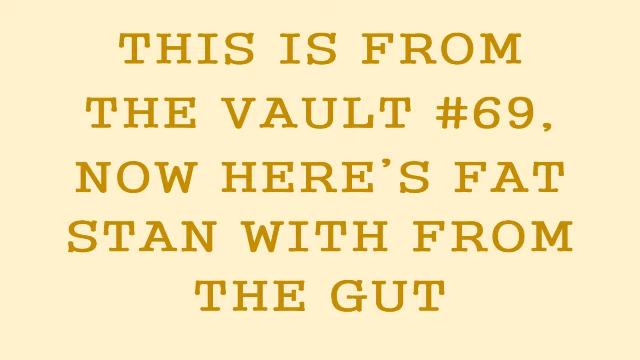 THIS IS FROM
THE VAULT #69,
NOW HERE'S FAT
STAN WITH FROM
THE GUT